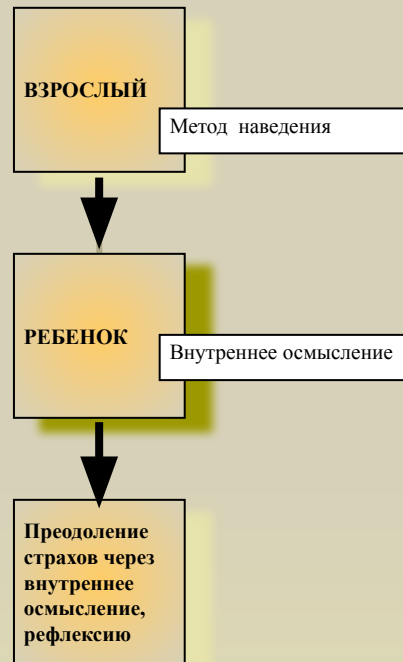 ВЗРОСЛЫЙ
Метод наведения
РЕБЕНОК
Внутреннее осмысление
Преодоление
страхов через
внутреннее
осмысление,
рефлексию